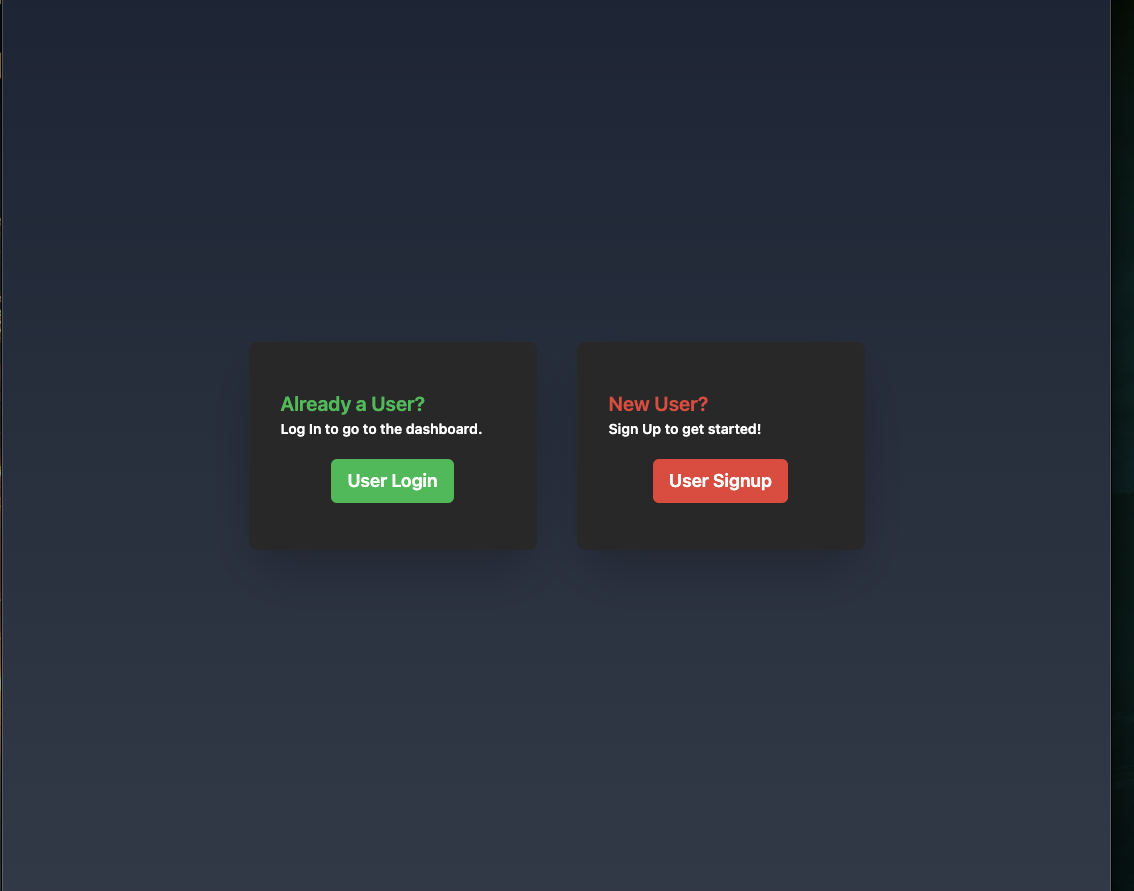 Already a User?
Log In to go to the dashboard.
User Login
New User?
Sign Up to get started!
User Signup